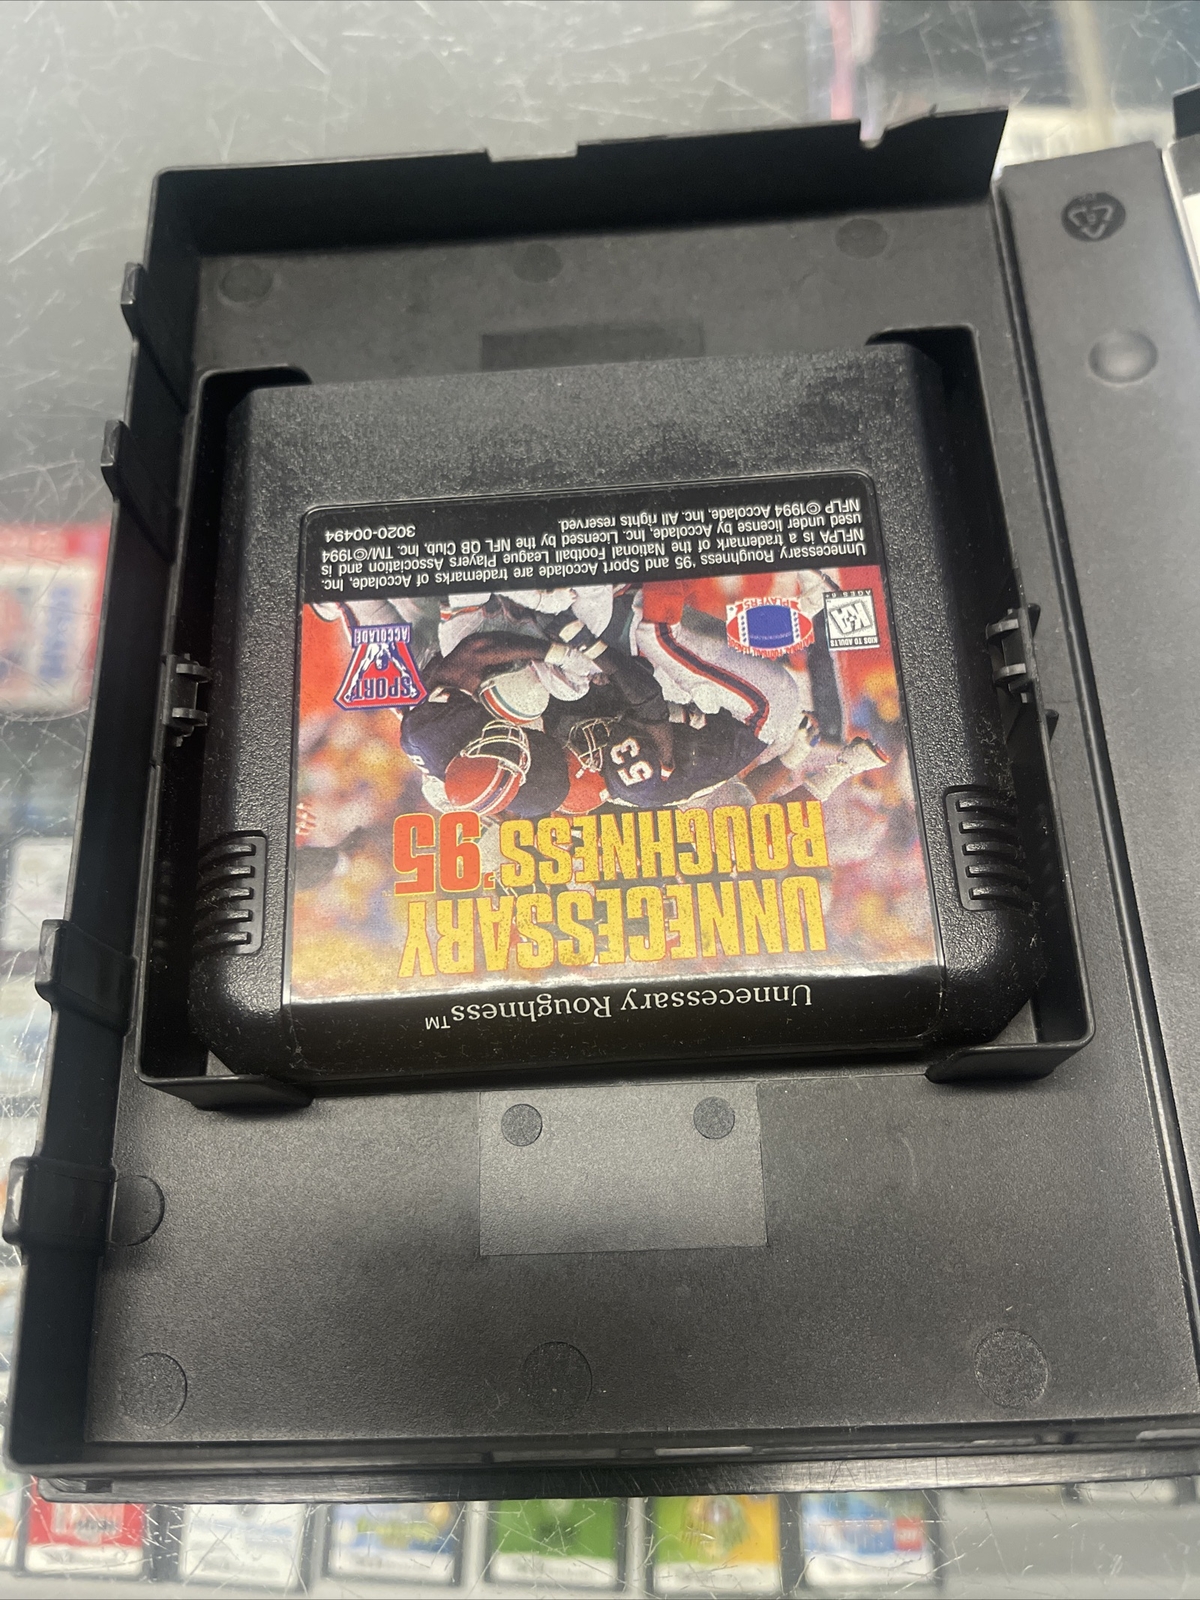 Unnecessary Roughness™
UNNECESSARY
ROUGHNESS '95
53
SPORT
ACCOLADE
PLAYERS
KIDS TO ADULTS
K-A
AGES 6+
Unnecessary Roughness '95 and Sport Accolade are trademarks of Accolade, Inc.
NFLPA is a trademark of the National Football League Players Association and is
used under license by Accolade, Inc. Licensed by the NFL QB Club, Inc. TM/©1994
NFLP ©1994 Accolade, Inc. All rights reserved.
3020-00494